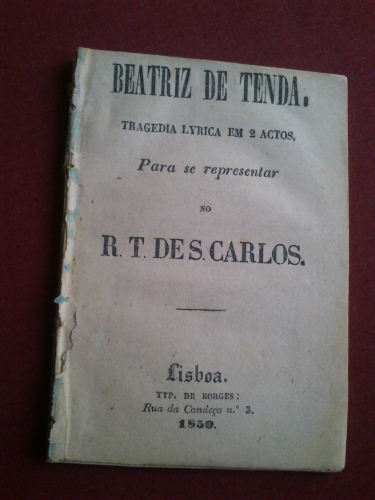 BEATRIZ DE TENDA.
TRAGEDIA LYRICA EM 2 ACTOS,
Para se representar
NO
R. T. DE S. CARLOS.
Lisboa.
TYP. DE BORGES:
Rua da Condeça n.º 3.
1850.